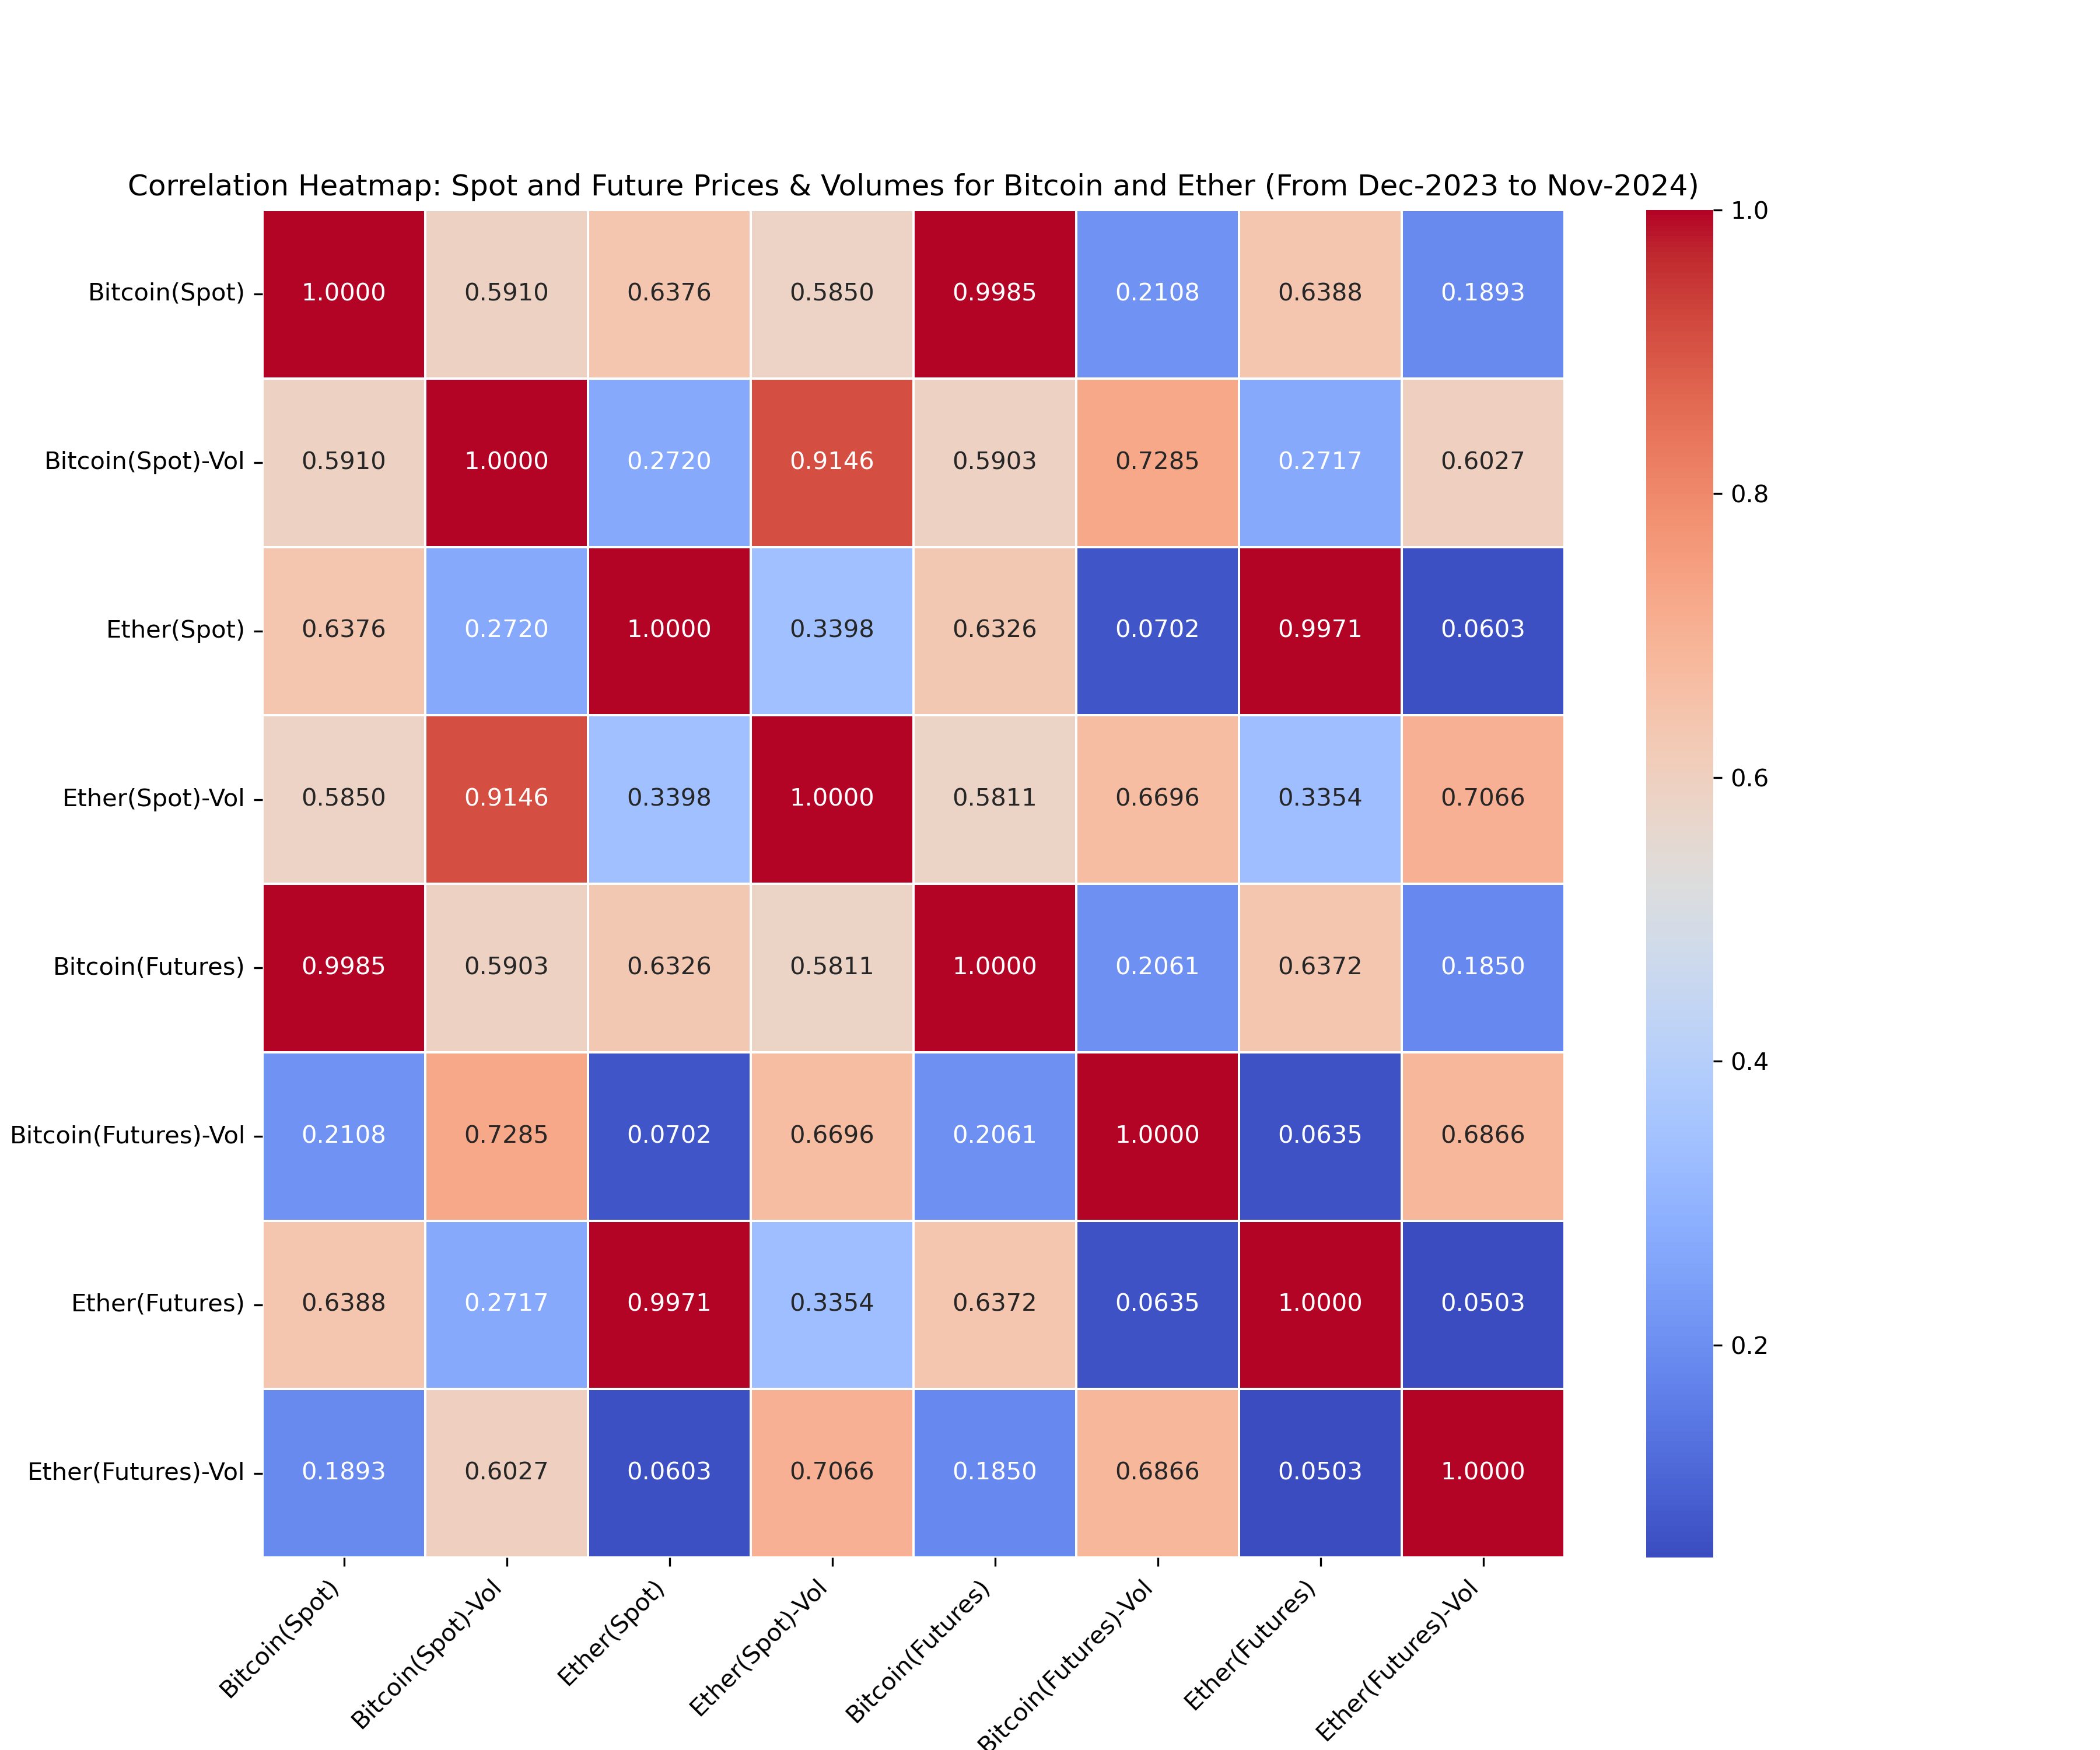 Correlation Heatmap: Spot and Future Prices & Volumes for Bitcoin and Ether (From Dec-2023 to Nov-2024)
Bitcoin(Spot) 1.0000 0.5910 0.6376 0.5850 0.9985 0.2108 0.6388 0.1893
Bitcoin(Spot)-Vol 0.5910 1.0000 0.2720 0.9146 0.5903 0.7285 0.2717 0.6027
Ether(Spot) 0.6376 0.2720 1.0000 0.3398 0.6326 0.0702 0.9971 0.0603
Ether(Spot)-Vol 0.5850 0.9146 0.3398 1.0000 0.5811 0.6696 0.3354 0.7066
Bitcoin(Futures) 0.9985 0.5903 0.6326 0.5811 1.0000 0.2061 0.6372 0.1850
Bitcoin(Futures)-Vol 0.2108 0.7285 0.0702 0.6696 0.2061 1.0000 0.0635 0.6866
Ether(Futures) 0.6388 0.2717 0.9971 0.3354 0.6372 0.0635 1.0000 0.0503
Ether(Futures)-Vol 0.1893 0.6027 0.0603 0.7066 0.1850 0.6866 0.0503 1.0000
Bitcoin(Spot)
Bitcoin(Spot)-Vol
Ether(Spot)
Ether(Spot)-Vol
Bitcoin(Futures)
Bitcoin(Futures)-Vol
Ether(Futures)
Ether(Futures)-Vol
1.0
0.8
0.6
0.4
0.2